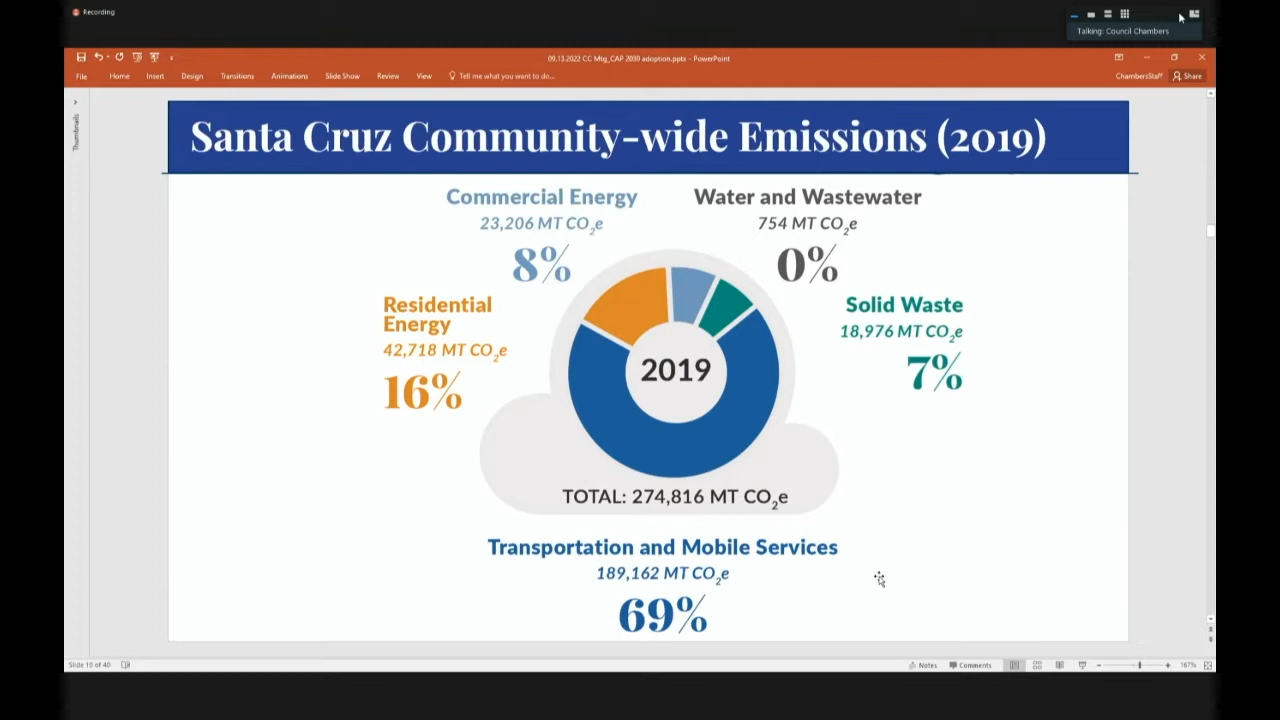 Recording
Talking: Council Chambers
09.13.2022 CC Mtg_CAP 2030 adoption.pptx - PowerPoint
File Home Insert Design Transitions Animations Slide Show Review View Tell me what you want to do... ChambersStaff Share
Thumbnails
Santa Cruz Community-wide Emissions (2019)
Commercial Energy
23,206 MT CO₂e
8%
Water and Wastewater
754 MT CO₂e
0%
Residential
Energy
42,718 MT CO₂e
16%
Solid Waste
18,976 MT CO₂e
7%
2019
TOTAL: 274,816 MT CO₂e
Transportation and Mobile Services
189,162 MT CO₂e
69%
Slide 10 of 40 Notes Comments 167%